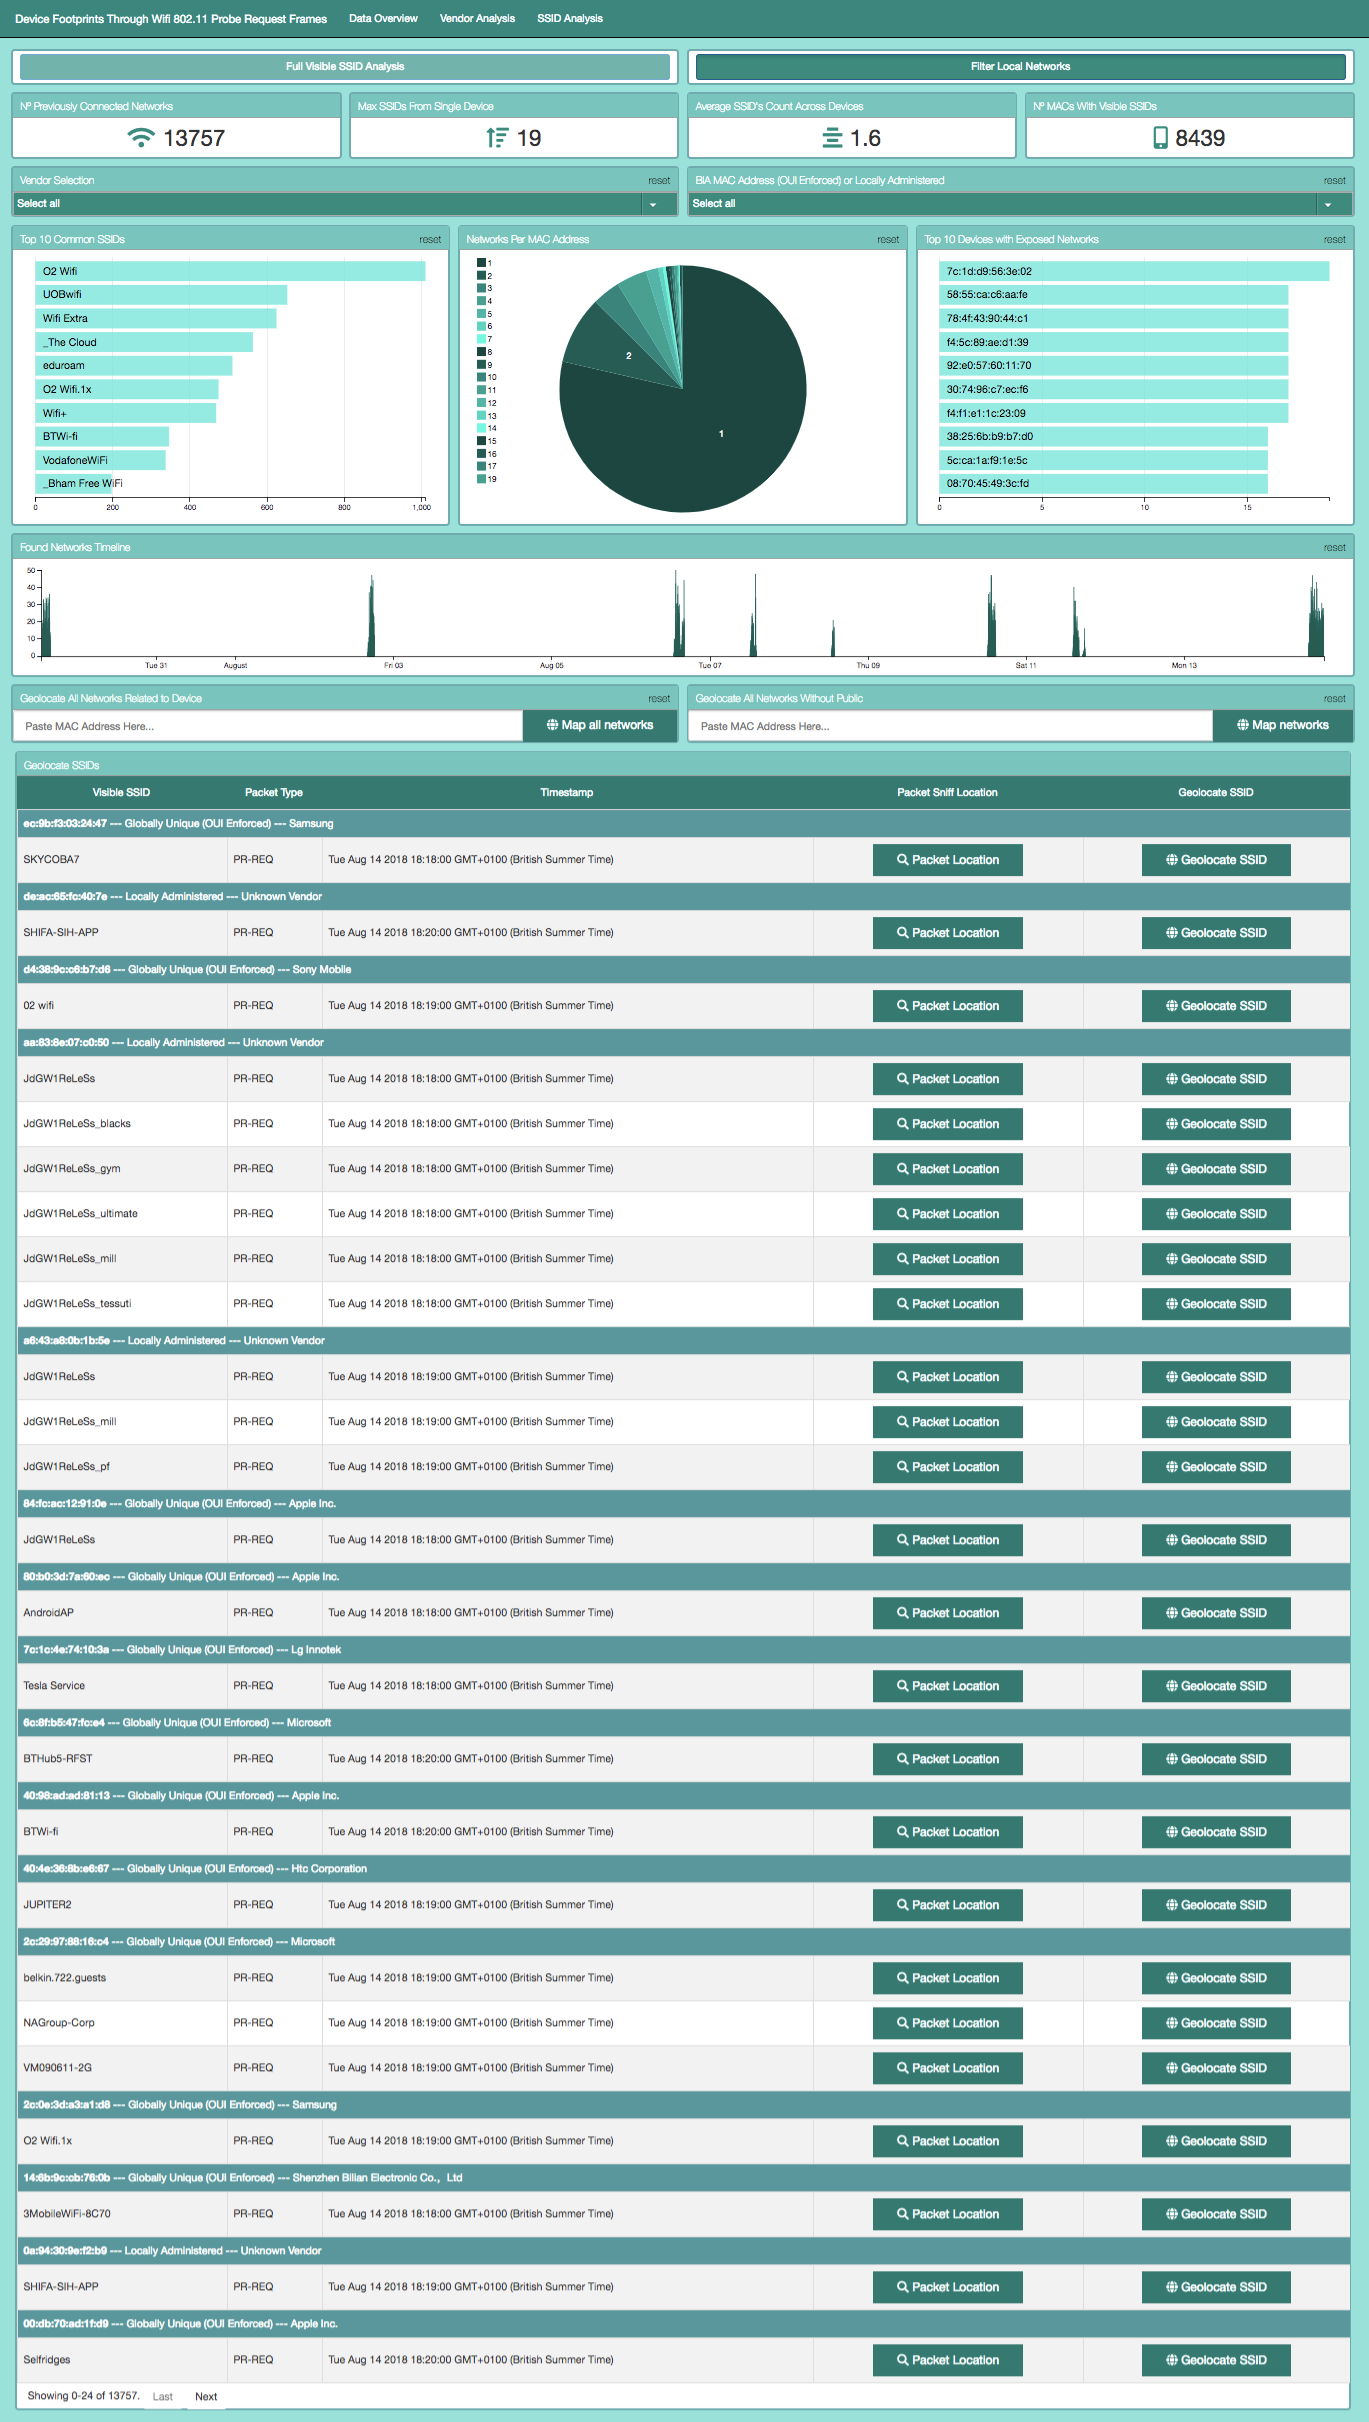 Device Footprints Through Wifi 802.11 Probe Request Frames Data Overview Vendor Analysis SSID Analysis
Full Visible SSID Analysis
Filter Local Networks
Nº Previously Connected Networks
13757
Max SSIDs From Single Device
19
Average SSID's Count Across Devices
1.6
Nº MACs With Visible SSIDs
8439
Vendor Selection reset
Select all
BIA MAC Address (OUI Enforced) or Locally Administered reset
Select all
Top 10 Common SSIDs reset
O2 Wifi
UOBwifi
Wifi Extra
_The Cloud
eduroam
O2 Wifi.1x
Wifi+
BTWi-fi
VodafoneWiFi
_Bham Free WiFi
0 200 400 600 800 1,000
Networks Per MAC Address reset
1
2
3
4
5
6
7
8
9
10
11
12
13
14
15
16
17
19
2
1
Top 10 Devices with Exposed Networks reset
7c:1d:d9:56:3e:02
58:55:ca:c6:aa:fe
78:4f:43:90:44:c1
f4:5c:89:ae:d1:39
92:e0:57:60:11:70
30:74:96:c7:ec:f6
f4:f1:e1:1c:23:09
38:25:6b:b9:b7:d0
5c:ca:1a:f9:1e:5c
08:70:45:49:3c:fd
0 5 10 15
Found Networks Timeline reset
50
40
30
20
10
0
Tue 31 August Fri 03 Aug 05 Tue 07 Thu 09 Sat 11 Mon 13
Geolocate All Networks Related to Device reset
Paste MAC Address Here... Map all networks
Geolocate All Networks Without Public reset
Paste MAC Address Here... Map networks
Geolocate SSIDs
Visible SSID Packet Type Timestamp Packet Sniff Location Geolocate SSID
ec:9b:f3:03:24:47 --- Globally Unique (OUI Enforced) --- Samsung
SKYCOBA7 PR-REQ Tue Aug 14 2018 18:18:00 GMT+0100 (British Summer Time) Packet Location Geolocate SSID
de:ac:65:fc:40:7e --- Locally Administered --- Unknown Vendor
SHIFA-SIH-APP PR-REQ Tue Aug 14 2018 18:20:00 GMT+0100 (British Summer Time) Packet Location Geolocate SSID
d4:38:9c:c6:b7:d6 --- Globally Unique (OUI Enforced) --- Sony Mobile
02 wifi PR-REQ Tue Aug 14 2018 18:19:00 GMT+0100 (British Summer Time) Packet Location Geolocate SSID
aa:83:8e:07:c0:50 --- Locally Administered --- Unknown Vendor
JdGW1ReLeSs PR-REQ Tue Aug 14 2018 18:18:00 GMT+0100 (British Summer Time) Packet Location Geolocate SSID
JdGW1ReLeSs_blacks PR-REQ Tue Aug 14 2018 18:18:00 GMT+0100 (British Summer Time) Packet Location Geolocate SSID
JdGW1ReLeSs_gym PR-REQ Tue Aug 14 2018 18:18:00 GMT+0100 (British Summer Time) Packet Location Geolocate SSID
JdGW1ReLeSs_ultimate PR-REQ Tue Aug 14 2018 18:18:00 GMT+0100 (British Summer Time) Packet Location Geolocate SSID
JdGW1ReLeSs_mill PR-REQ Tue Aug 14 2018 18:18:00 GMT+0100 (British Summer Time) Packet Location Geolocate SSID
JdGW1ReLeSs_tessuti PR-REQ Tue Aug 14 2018 18:18:00 GMT+0100 (British Summer Time) Packet Location Geolocate SSID
a6:43:a8:0b:1b:5e --- Locally Administered --- Unknown Vendor
JdGW1ReLeSs PR-REQ Tue Aug 14 2018 18:19:00 GMT+0100 (British Summer Time) Packet Location Geolocate SSID
JdGW1ReLeSs_mill PR-REQ Tue Aug 14 2018 18:19:00 GMT+0100 (British Summer Time) Packet Location Geolocate SSID
JdGW1ReLeSs_pf PR-REQ Tue Aug 14 2018 18:19:00 GMT+0100 (British Summer Time) Packet Location Geolocate SSID
84:fc:ac:12:91:0e --- Globally Unique (OUI Enforced) --- Apple Inc.
JdGW1ReLeSs PR-REQ Tue Aug 14 2018 18:18:00 GMT+0100 (British Summer Time) Packet Location Geolocate SSID
80:b0:3d:7a:60:ec --- Globally Unique (OUI Enforced) --- Apple Inc.
AndroidAP PR-REQ Tue Aug 14 2018 18:18:00 GMT+0100 (British Summer Time) Packet Location Geolocate SSID
7c:1c:4e:74:10:3a --- Globally Unique (OUI Enforced) --- Lg Innotek
Tesla Service PR-REQ Tue Aug 14 2018 18:18:00 GMT+0100 (British Summer Time) Packet Location Geolocate SSID
6c:8f:b5:47:fc:e4 --- Globally Unique (OUI Enforced) --- Microsoft
BTHub5-RFST PR-REQ Tue Aug 14 2018 18:20:00 GMT+0100 (British Summer Time) Packet Location Geolocate SSID
40:98:ad:ad:81:13 --- Globally Unique (OUI Enforced) --- Apple Inc.
BTWi-fi PR-REQ Tue Aug 14 2018 18:20:00 GMT+0100 (British Summer Time) Packet Location Geolocate SSID
40:4e:36:8b:e6:67 --- Globally Unique (OUI Enforced) --- Htc Corporation
JUPITER2 PR-REQ Tue Aug 14 2018 18:19:00 GMT+0100 (British Summer Time) Packet Location Geolocate SSID
2c:29:97:88:16:c4 --- Globally Unique (OUI Enforced) --- Microsoft
belkin.722.guests PR-REQ Tue Aug 14 2018 18:19:00 GMT+0100 (British Summer Time) Packet Location Geolocate SSID
NAGroup-Corp PR-REQ Tue Aug 14 2018 18:19:00 GMT+0100 (British Summer Time) Packet Location Geolocate SSID
VM090611-2G PR-REQ Tue Aug 14 2018 18:19:00 GMT+0100 (British Summer Time) Packet Location Geolocate SSID
2c:0e:3d:a3:a1:d8 --- Globally Unique (OUI Enforced) --- Samsung
O2 Wifi.1x PR-REQ Tue Aug 14 2018 18:19:00 GMT+0100 (British Summer Time) Packet Location Geolocate SSID
14:6b:9c:cb:76:0b --- Globally Unique (OUI Enforced) --- Shenzhen Bilian Electronic Co., Ltd
3MobileWiFi-8C70 PR-REQ Tue Aug 14 2018 18:18:00 GMT+0100 (British Summer Time) Packet Location Geolocate SSID
0a:94:30:9e:f2:b9 --- Locally Administered --- Unknown Vendor
SHIFA-SIH-APP PR-REQ Tue Aug 14 2018 18:19:00 GMT+0100 (British Summer Time) Packet Location Geolocate SSID
00:db:70:ad:1f:d9 --- Globally Unique (OUI Enforced) --- Apple Inc.
Selfridges PR-REQ Tue Aug 14 2018 18:20:00 GMT+0100 (British Summer Time) Packet Location Geolocate SSID
Showing 0-24 of 13757. Last Next